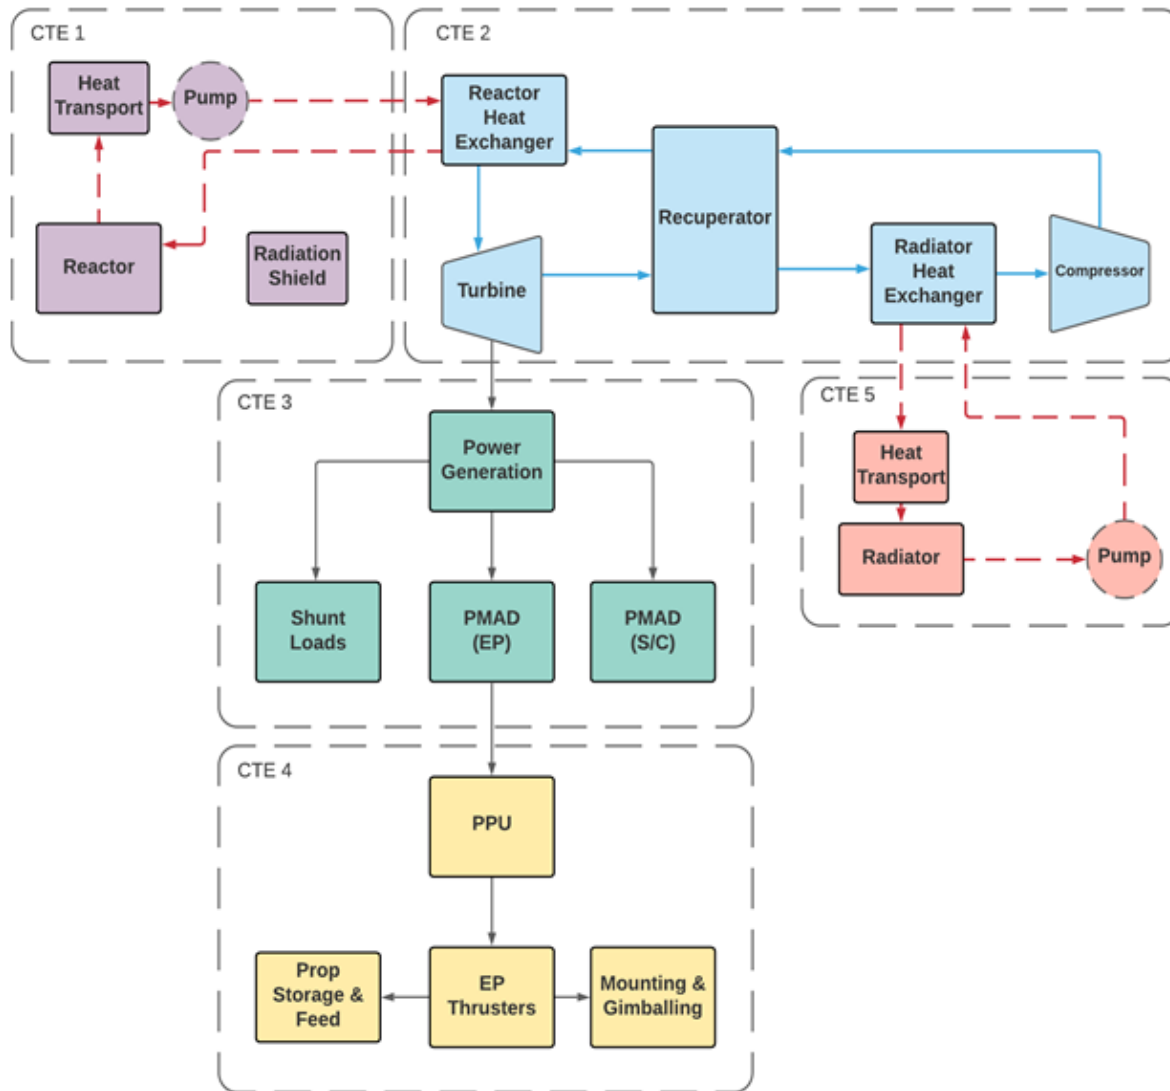 CTE 1
Heat
Transport
Pump
Reactor
Radiation
Shield
CTE 2
Reactor
Heat
Exchanger
Recuperator
Turbine
Radiator
Heat
Exchanger
Compressor
CTE 3
Power
Generation
Shunt
Loads
PMAD
(EP)
PMAD
(S/C)
CTE 5
Heat
Transport
Radiator
Pump
CTE 4
PPU
Prop
Storage &
Feed
EP
Thrusters
Mounting &
Gimballing